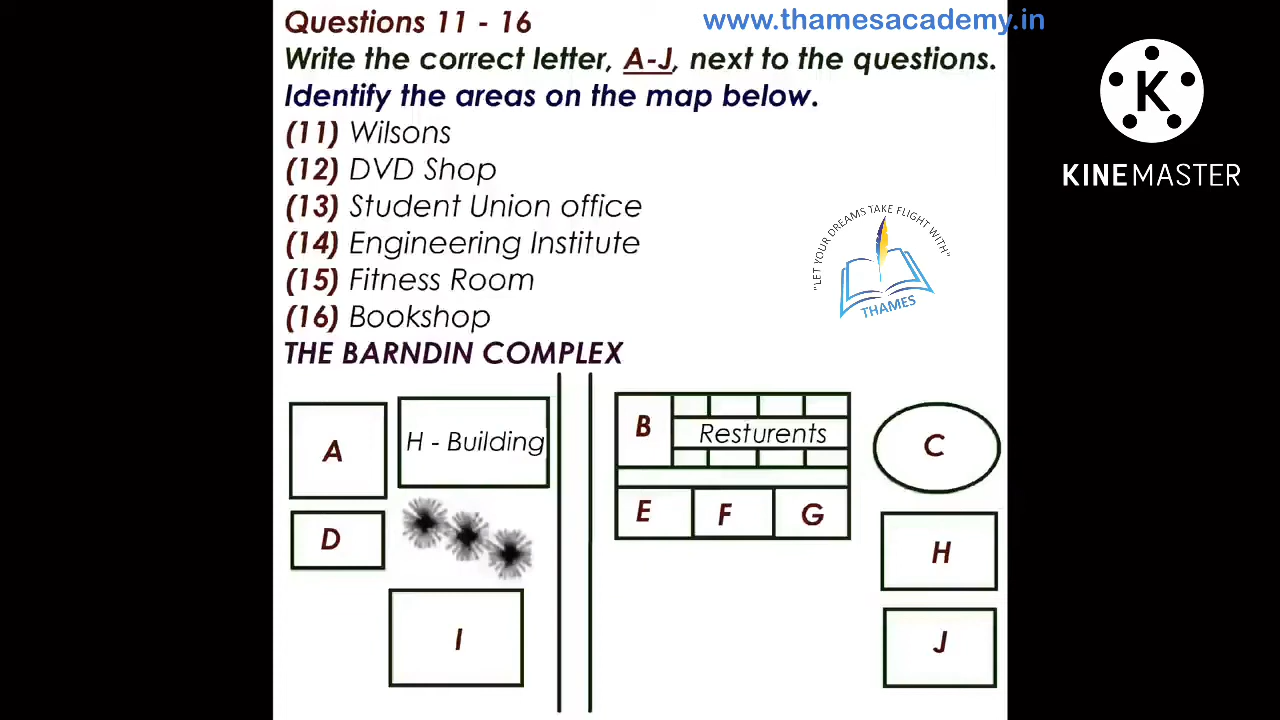 www.thamesacademy.in
Questions 11 - 16
Write the correct letter, A-J, next to the questions.
Identify the areas on the map below.
(11) Wilsons
(12) DVD Shop
(13) Student Union office
(14) Engineering Institute
(15) Fitness Room
(16) Bookshop
THE BARNDIN COMPLEX
K
KINEMASTER
"LET YOUR DREAMS TAKE FLIGHT WITH"
THAMES
A
H - Building
B
Resturents
C
D
E
F
G
H
I
J